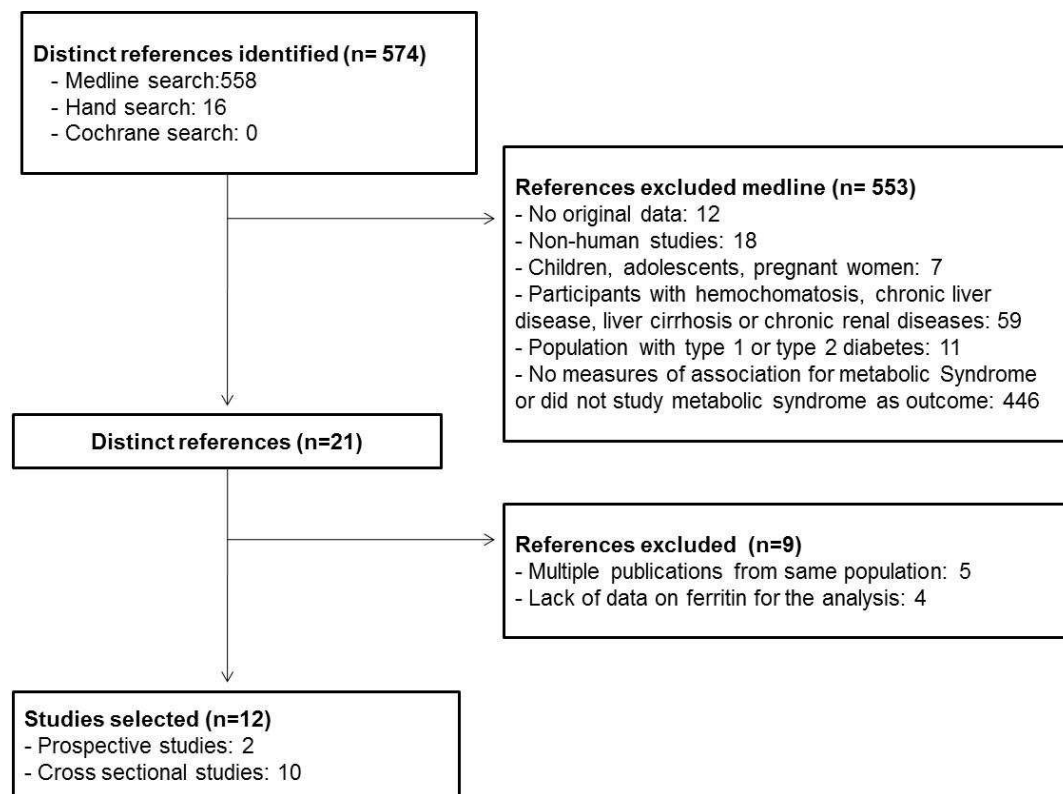 Distinct references identified (n= 574)
- Medline search:558
- Hand search: 16
- Cochrane search: 0
References excluded medline (n= 553)
- No original data: 12
- Non-human studies: 18
- Children, adolescents, pregnant women: 7
- Participants with hemochomatosis, chronic liver
disease, liver cirrhosis or chronic renal diseases: 59
- Population with type 1 or type 2 diabetes: 11
- No measures of association for metabolic Syndrome
or did not study metabolic syndrome as outcome: 446
Distinct references (n=21)
References excluded (n=9)
- Multiple publications from same population: 5
- Lack of data on ferritin for the analysis: 4
Studies selected (n=12)
- Prospective studies: 2
- Cross sectional studies: 10